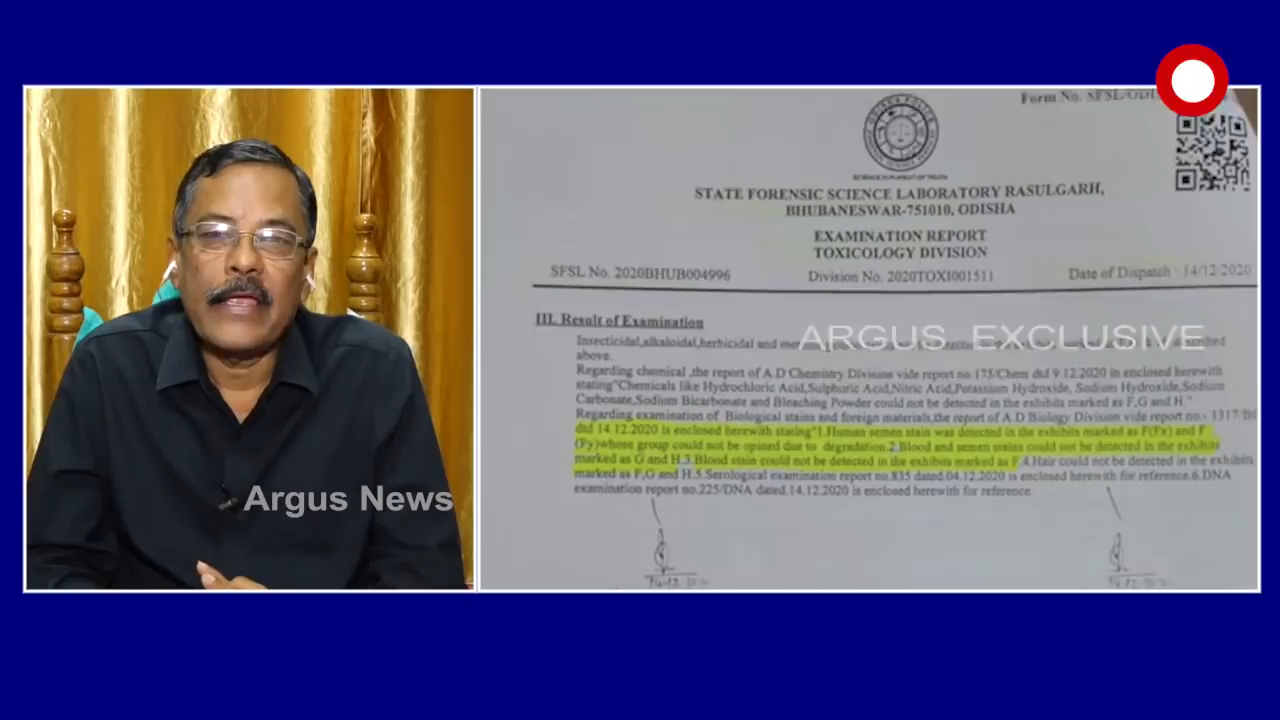 Argus News
Form No. SFSL/ODI
SCIENCE IN PURSUIT OF TRUTH
STATE FORENSIC SCIENCE LABORATORY RASULGARH,
BHUBANESWAR-751010, ODISHA
EXAMINATION REPORT
TOXICOLOGY DIVISION
SFSL No. 2020BHUB004996 Division No. 2020TOXI001511 Date of Dispatch : 14/12/2020
III. Result of Examination
ARGUS EXCLUSIVE
Insecticidal,alkaloidal,herbicidal and
above.
Regarding chemical ,the report of A.D Chemistry Division vide report no.175/Chem dtd 9.12.2020 in enclosed herewith
stating"Chemicals like Hydrochloric Acid,Sulphuric Acid,Nitric Acid,Potassium Hydroxide, Sodium Hydroxide,Sodium
Carbonate,Sodium Bicarbonate and Bleaching Powder could not be detected in the exhibits marked as F,G and H."
Regarding examination of Biological stains and foreign materials,the report of A.D Biology Division vide report no.- 1317/
dtd 14.12.2020 is enclosed herewith stating"1.Human semen stain was detected in the exhibits marked as F(Fx) and F
(Fy)whose group could not be opined due to degradation.2.Blood and semen stains could not be detected in the exhibits
marked as G and H.3.Blood stain could not be detected in the exhibits marked as F.4.Hair could not be detected in the exhibits
marked as F,G and H.5.Serological examination report no.835 dated.04.12.2020 is enclosed herewith for reference.6.DNA
examination report no.225/DNA dated.14.12.2020 is enclosed herewith for reference.